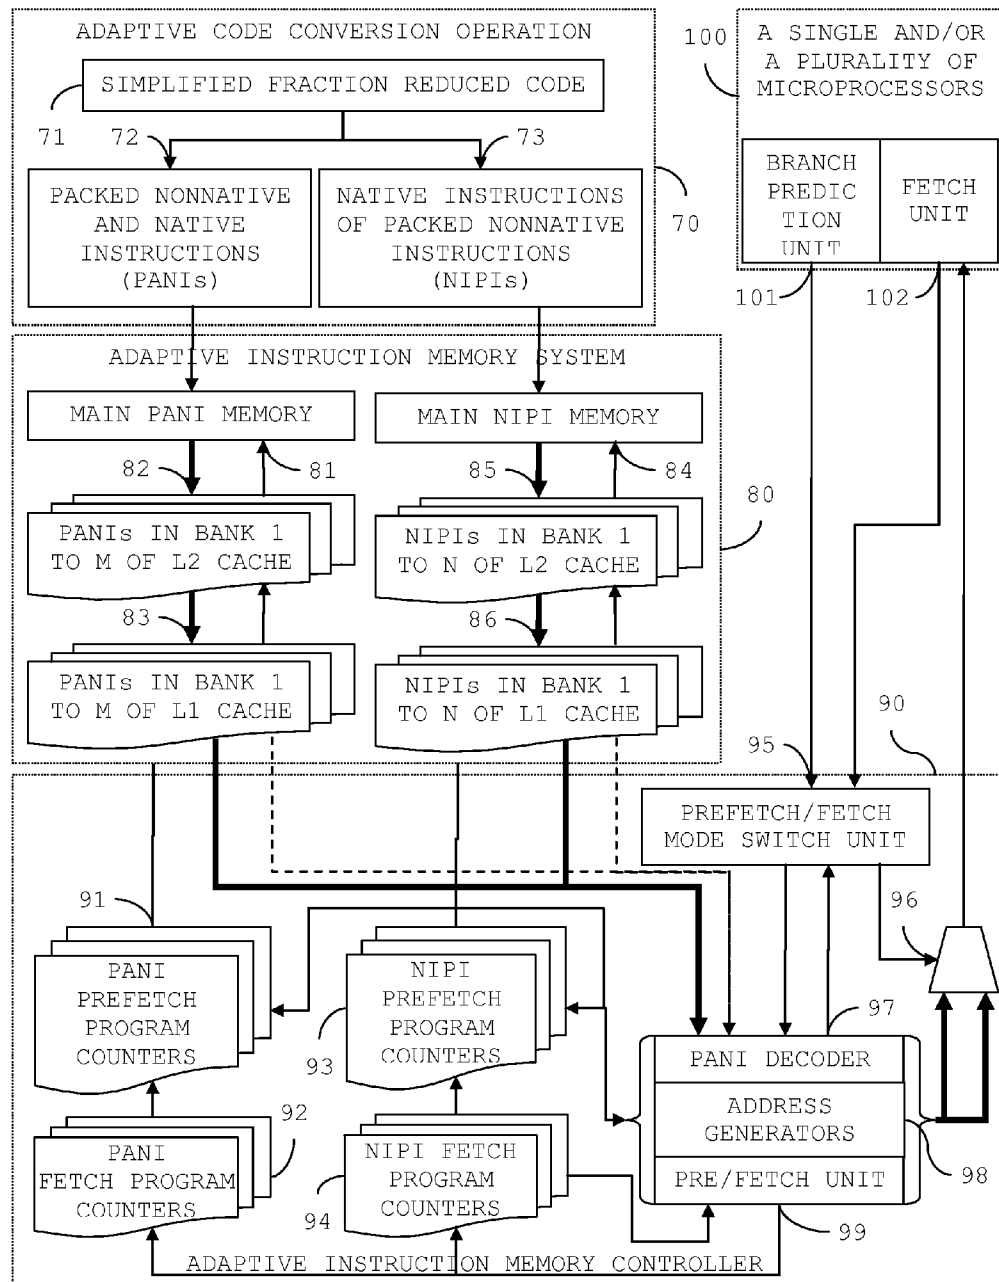 ADAPTIVE CODE CONVERSION OPERATION
SIMPLIFIED FRACTION REDUCED CODE
71
72
73
PACKED NONNATIVE
AND NATIVE
INSTRUCTIONS
(PANIs)
NATIVE INSTRUCTIONS
OF PACKED NONNATIVE
INSTRUCTIONS
(NIPIs)
70
100
A SINGLE AND/OR
A PLURALITY OF
MICROPROCESSORS
BRANCH
PREDIC
TION
UNIT
FETCH
UNIT
101
102
ADAPTIVE INSTRUCTION MEMORY SYSTEM
MAIN PANI MEMORY
MAIN NIPI MEMORY
82
81
85
84
80
PANIs IN BANK 1
TO M OF L2 CACHE
NIPIs IN BANK 1
TO N OF L2 CACHE
83
86
PANIs IN BANK 1
TO M OF L1 CACHE
NIPIs IN BANK 1
TO N OF L1 CACHE
90
95
PREFETCH/FETCH
MODE SWITCH UNIT
91
96
PANI
PREFETCH
PROGRAM
COUNTERS
93
NIPI
PREFETCH
PROGRAM
COUNTERS
97
PANI DECODER
ADDRESS
GENERATORS
PRE/FETCH UNIT
98
99
92
PANI
FETCH PROGRAM
COUNTERS
94
NIPI FETCH
PROGRAM
COUNTERS
ADAPTIVE INSTRUCTION MEMORY CONTROLLER